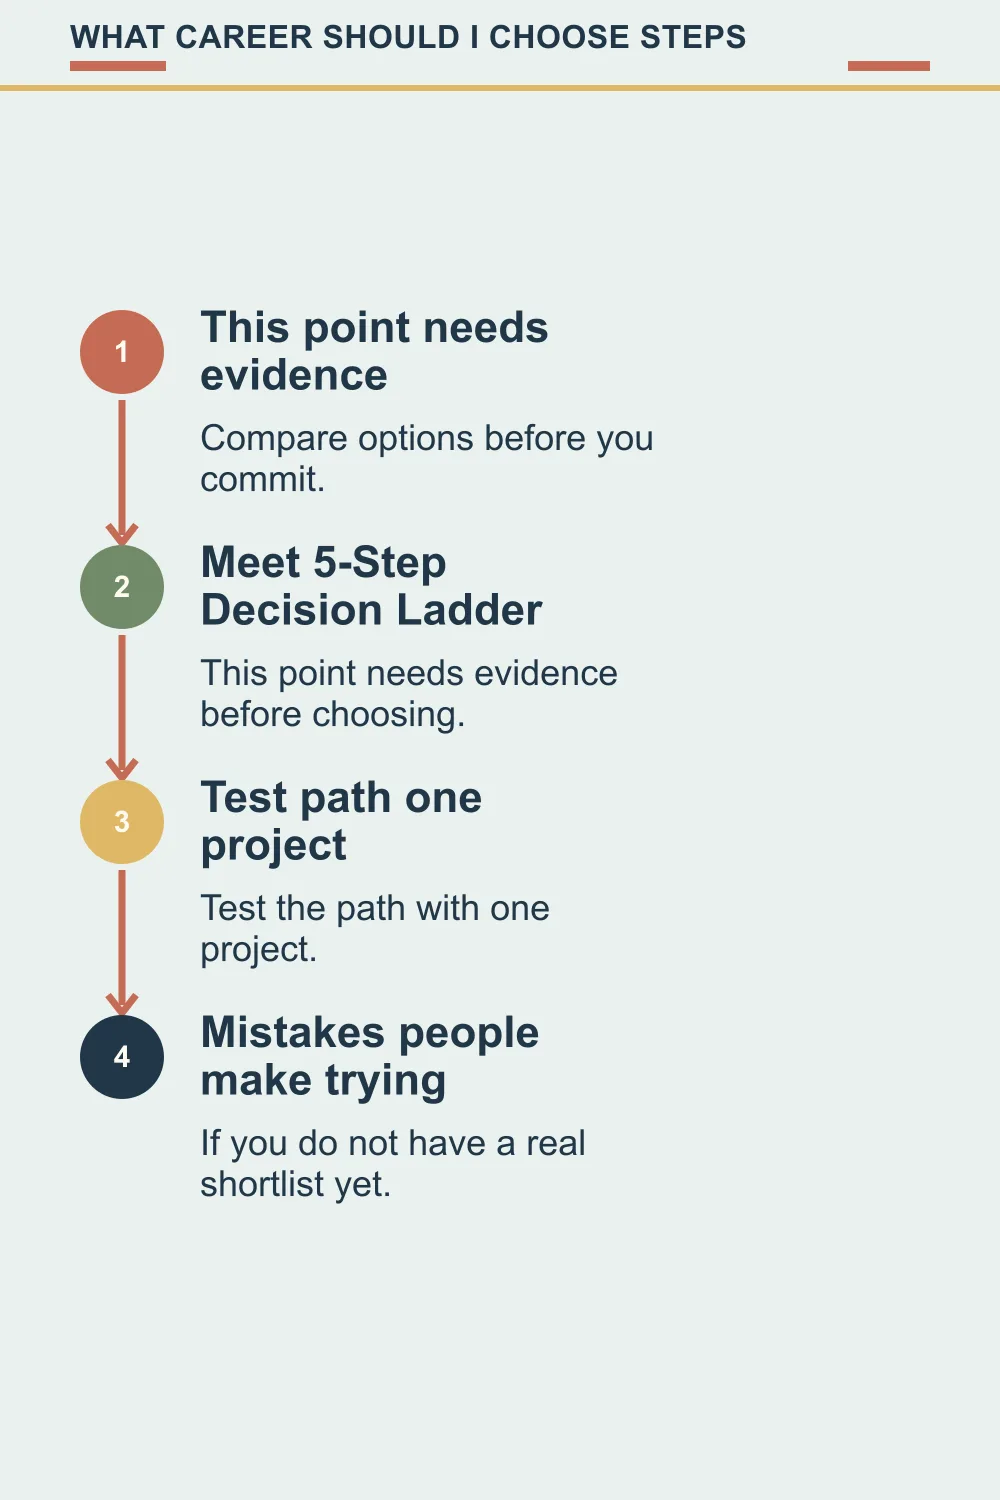 WHAT CAREER SHOULD I CHOOSE STEPS
1
This point needs
evidence
Compare options before you
commit.
2
Meet 5-Step
Decision Ladder
This point needs evidence
before choosing.
3
Test path one
project
Test the path with one
project.
4
Mistakes people
make trying
If you do not have a real
shortlist yet.